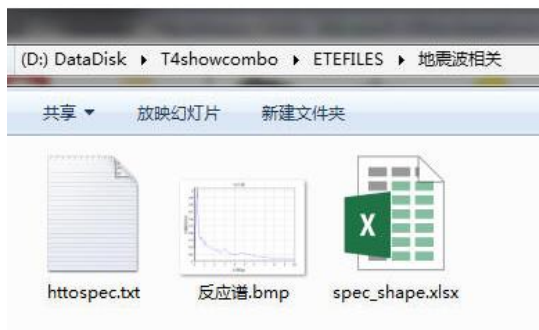 (D:) DataDisk ▸ T4showcombo ▸ ETEFILES ▸ 地震波相关
共享 ▾ 放映幻灯片 新建文件夹
httospec.txt 反应谱.bmp spec_shape.xlsx